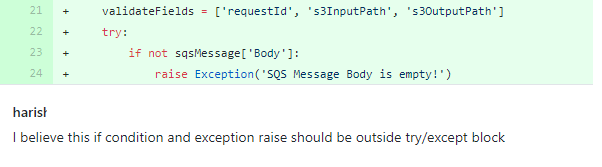 21 + validateFields = ['requestId', 's3InputPath', 's3OutputPath']
22 + try:
23 + if not sqsMessage['Body']:
24 + raise Exception('SQS Message Body is empty!')
harish
I believe this if condition and exception raise should be outside try/except block